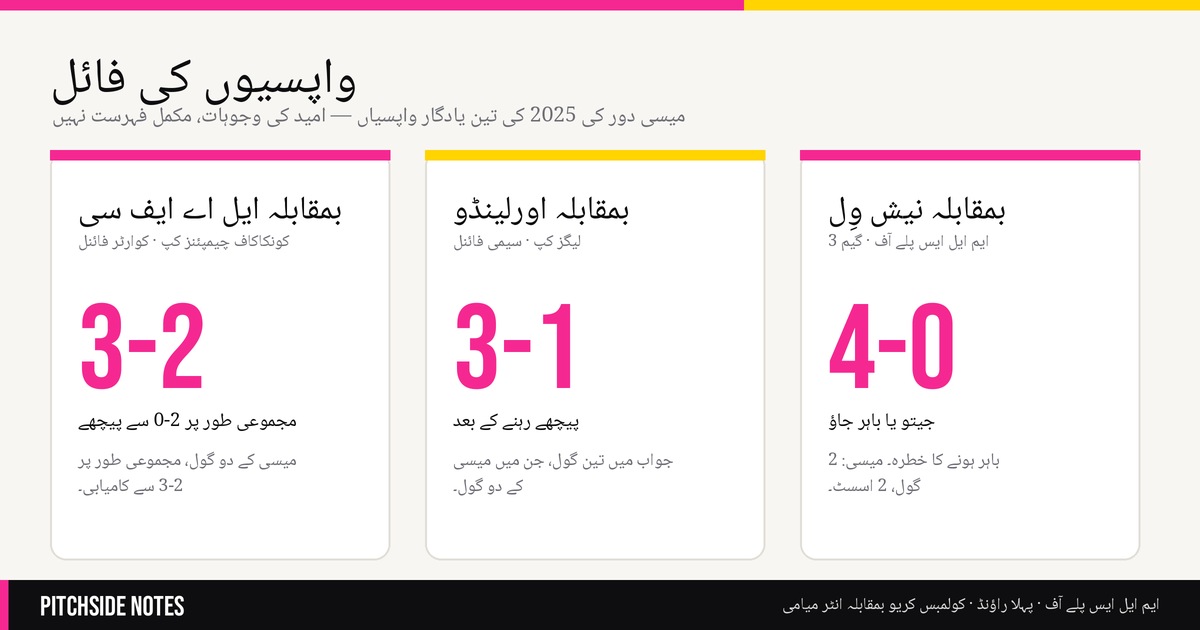 واپسیوں کی فائل
میسی دور کی 2025 کی تین یادگار واپسیاں — امید کی وجوہات، مکمل فہرست نہیں
بمقابلہ ایل اے ایف سی
کونکاکاف چیمپئنز کپ · کوارٹر فائنل
3-2
مجموعی طور پر 2-0 سے پیچھے
میسی کے دو گول، مجموعی طور پر
3-2 سے کامیابی۔
بمقابلہ اورلینڈو
لیگز کپ · سیمی فائنل
3-1
پیچھے رہنے کے بعد
جواب میں تین گول، جن میں میسی
کے دو گول۔
بمقابلہ نیش وِل
ایم ایل ایس پلے آف · گیم 3
4-0
جیتو یا باہر جاؤ
باہر ہونے کا خطرہ۔ میسی: 2
گول، 2 اسسٹ۔
PITCHSIDE NOTES
ایم ایل ایس پلے آف · پہلا راؤنڈ · کولمبس کریو بمقابلہ انٹر میامی